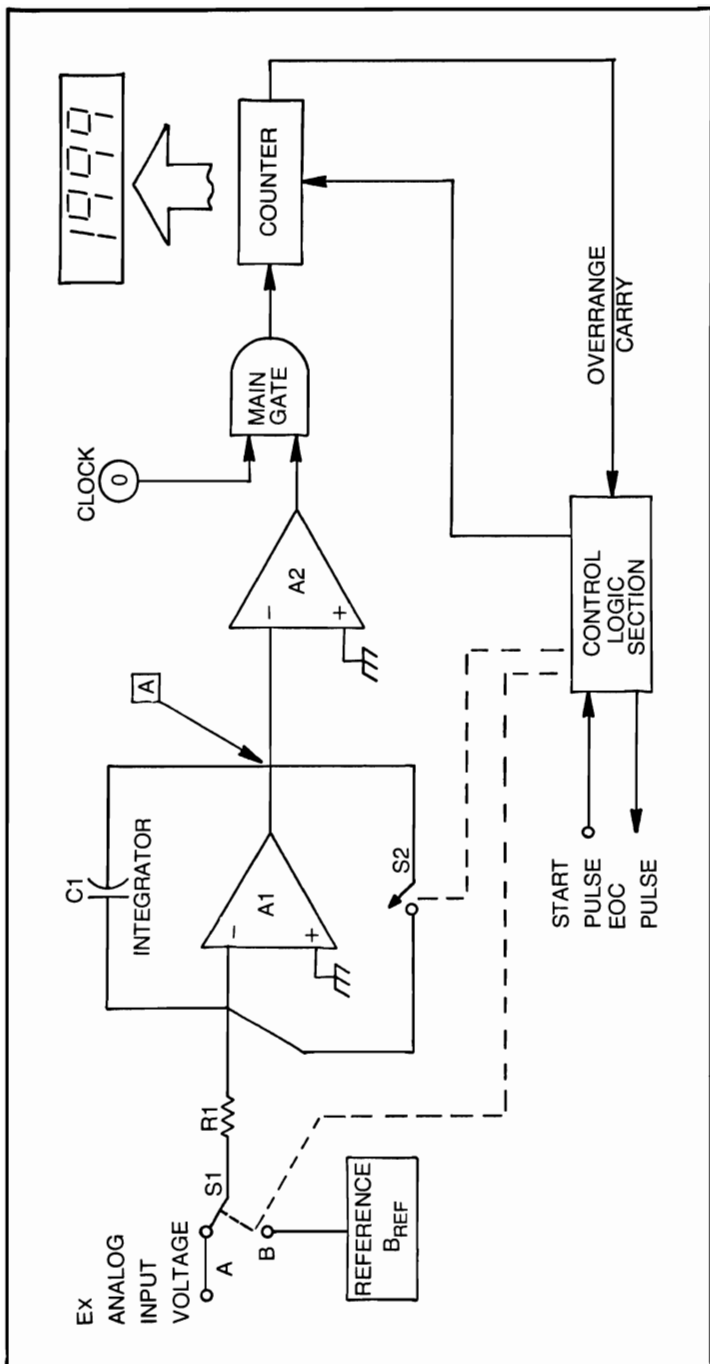 Ex
ANALOG
INPUT
VOLTAGE
A
B
S1
R1
REFERENCE
BREF
C1
INTEGRATOR
A1
−
+
S2
A
A2
−
+
CLOCK
0
MAIN
GATE
COUNTER
1999
OVERRANGE
CARRY
CONTROL
LOGIC
SECTION
START
PULSE
EOC
PULSE